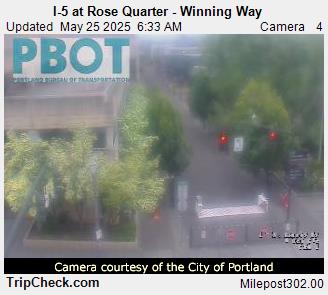 I-5 at Rose Quarter - Winning Way
Updated May 25 2025 6:33 AM Camera 4
PBOT
PORTLAND BUREAU OF TRANSPORTATION
Camera courtesy of the City of Portland
TripCheck.com Milepost302.00